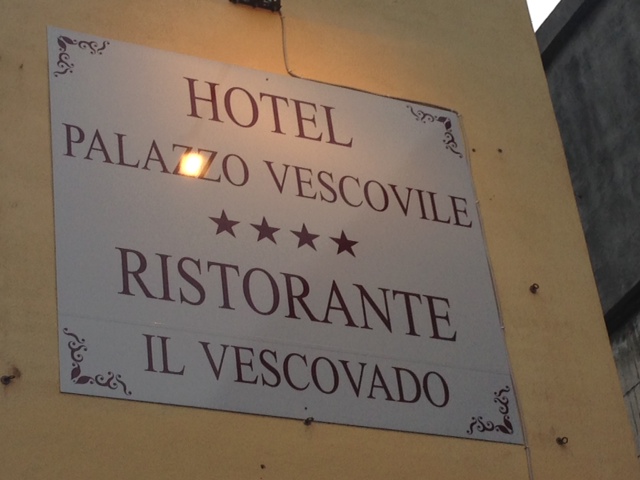 HOTEL
PALAZZO VESCOVILE
★★★★
RISTORANTE
IL VESCOVADO